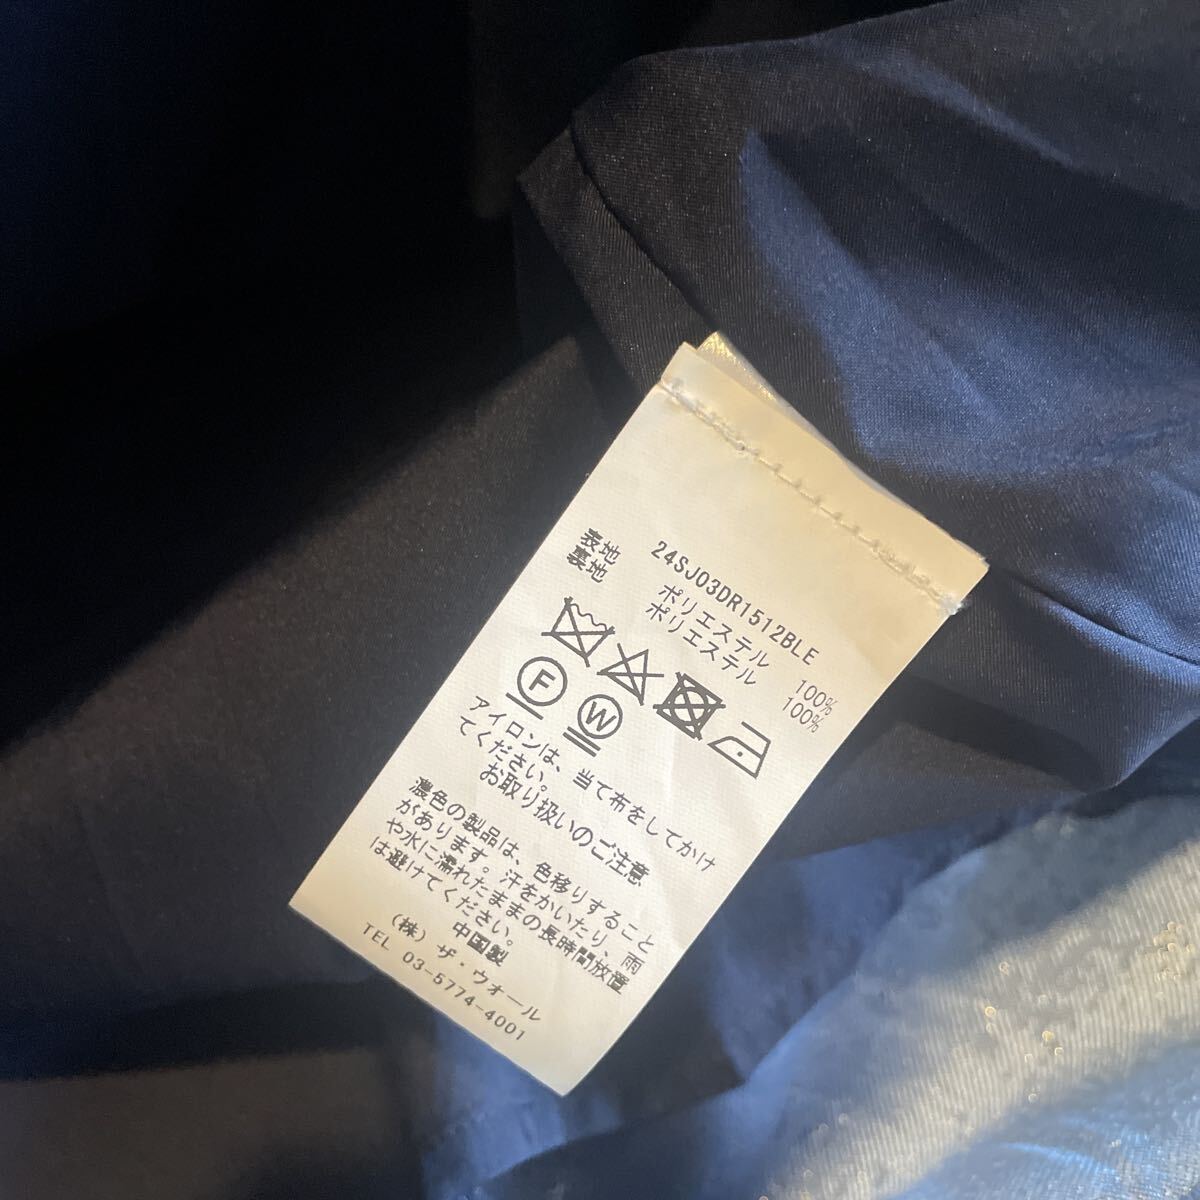 24SJ03DR1512BLE
表地 ポリエステル 100%
裏地 ポリエステル 100%
F W
アイロンは、当て布をしてかけ
てください。
お取り扱いのご注意
濃色の製品は、色移りすること
があります。汗をかいたり、雨
や水に濡れたままの長時間放置
は避けてください。
中国製
(株) ザ・ウォール
TEL 03-5774-4001